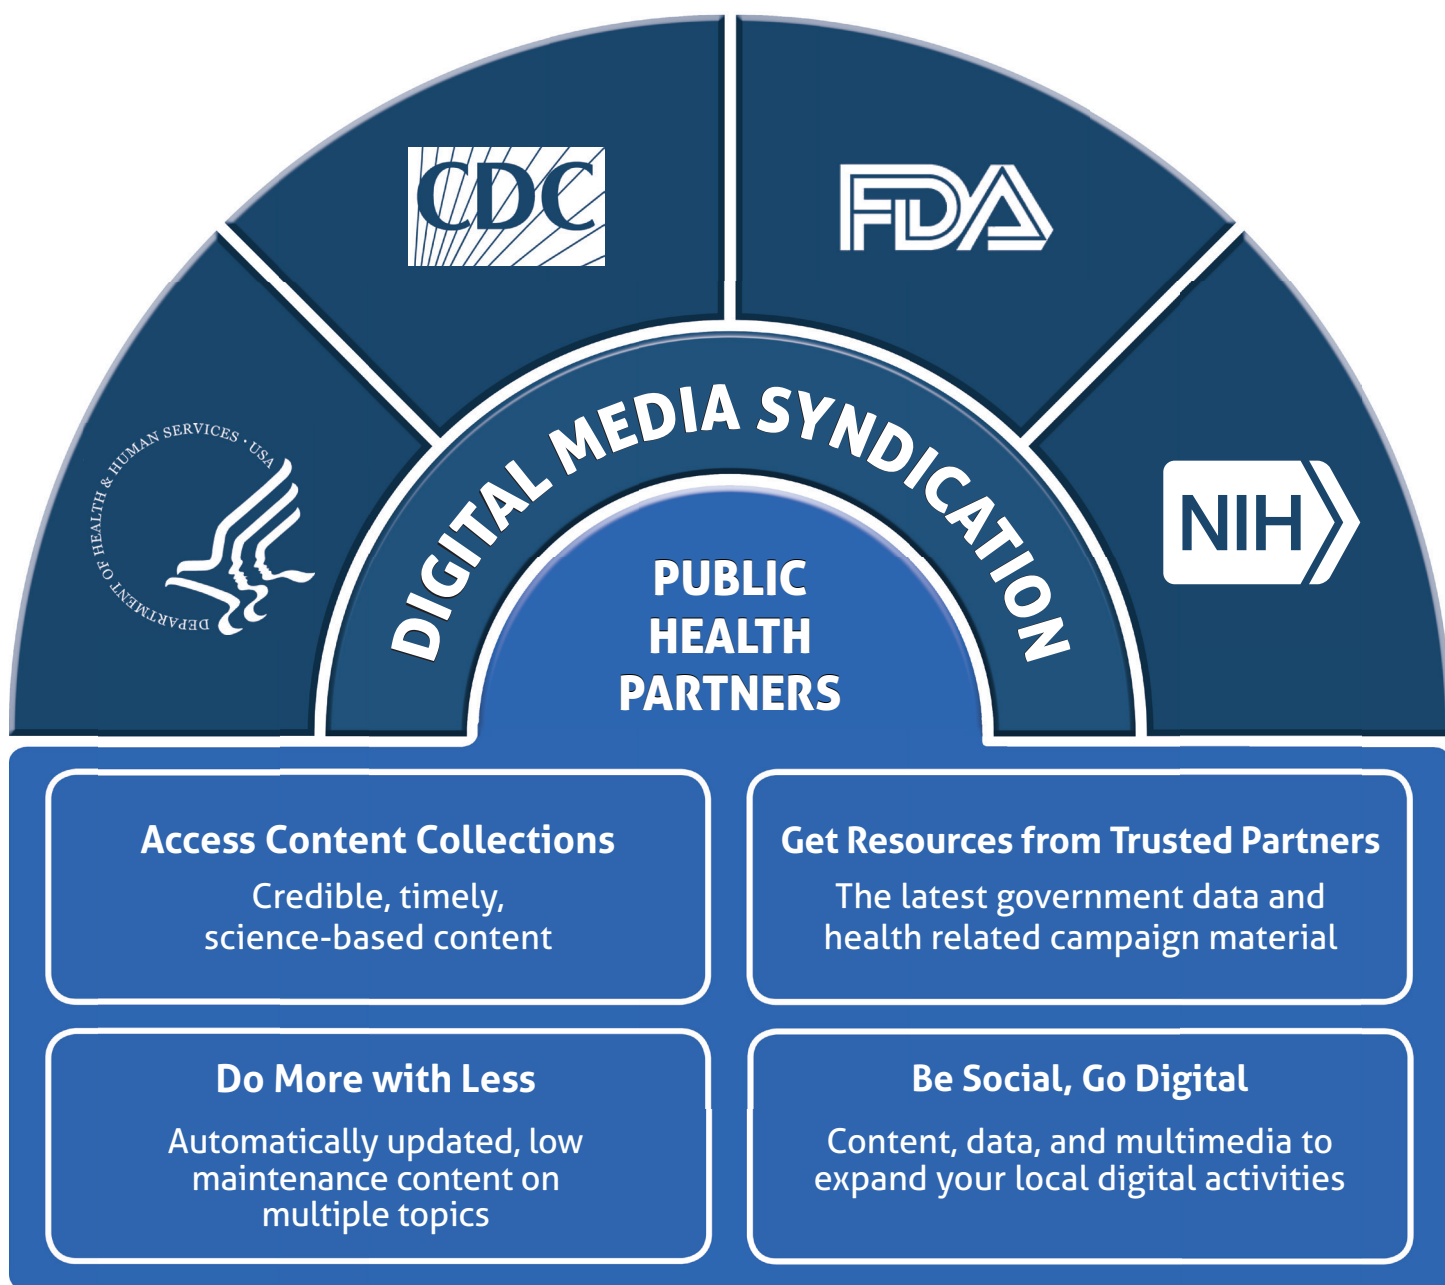 CDC
FDA
DEPARTMENT OF HEALTH & HUMAN SERVICES · USA
NIH
DIGITAL MEDIA SYNDICATION
PUBLIC
HEALTH
PARTNERS
Access Content Collections
Credible, timely,
science-based content
Get Resources from Trusted Partners
The latest government data and
health related campaign material
Do More with Less
Automatically updated, low
maintenance content on
multiple topics
Be Social, Go Digital
Content, data, and multimedia to
expand your local digital activities